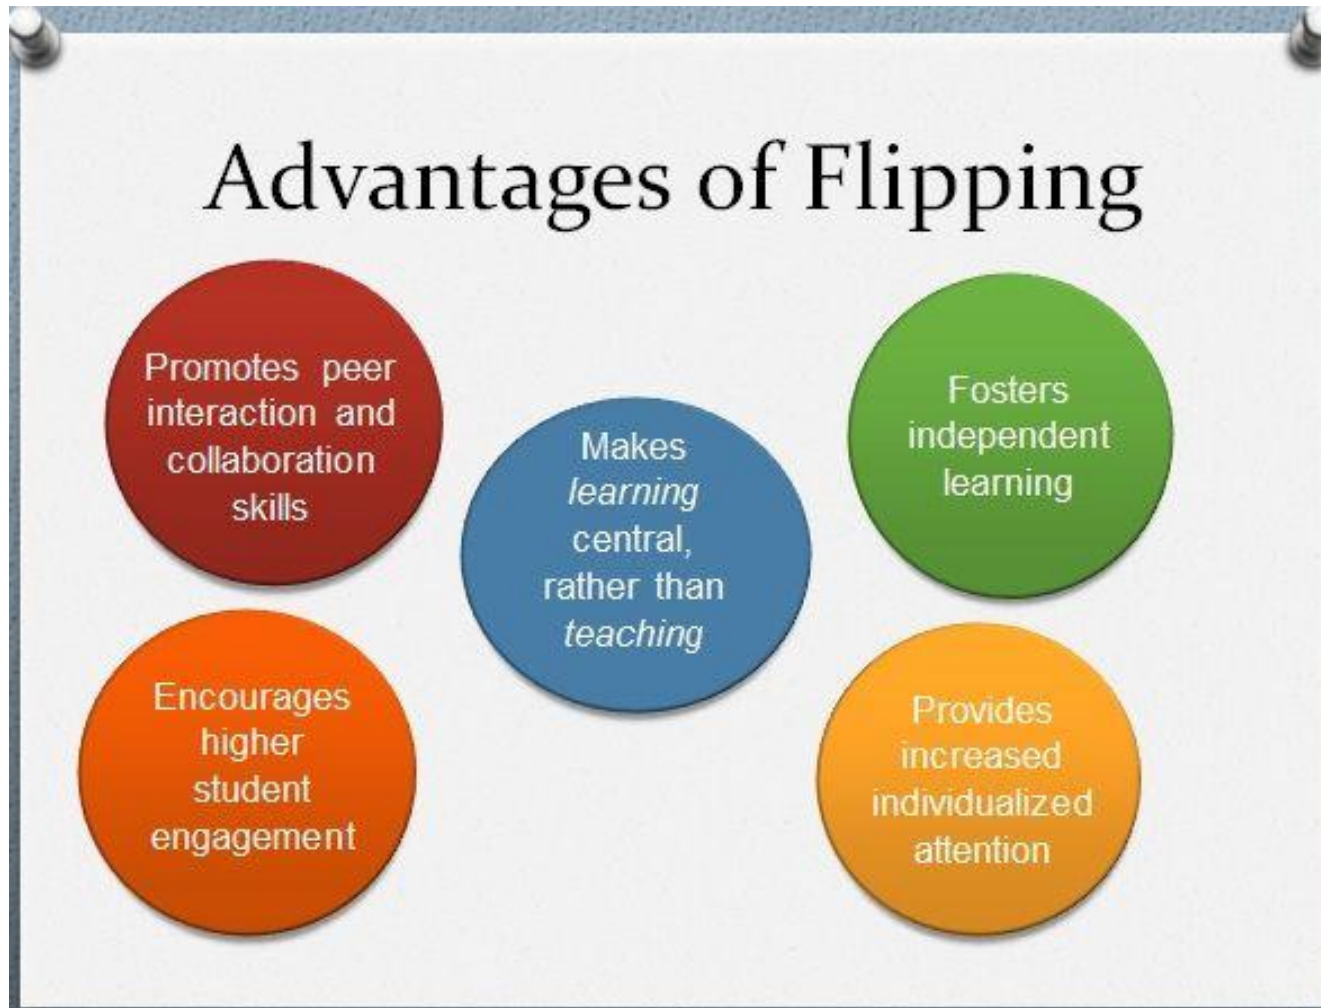 Advantages of Flipping
Promotes peer
interaction and
collaboration
skills
Makes
learning
central,
rather than
teaching
Fosters
independent
learning
Encourages
higher
student
engagement
Provides
increased
individualized
attention